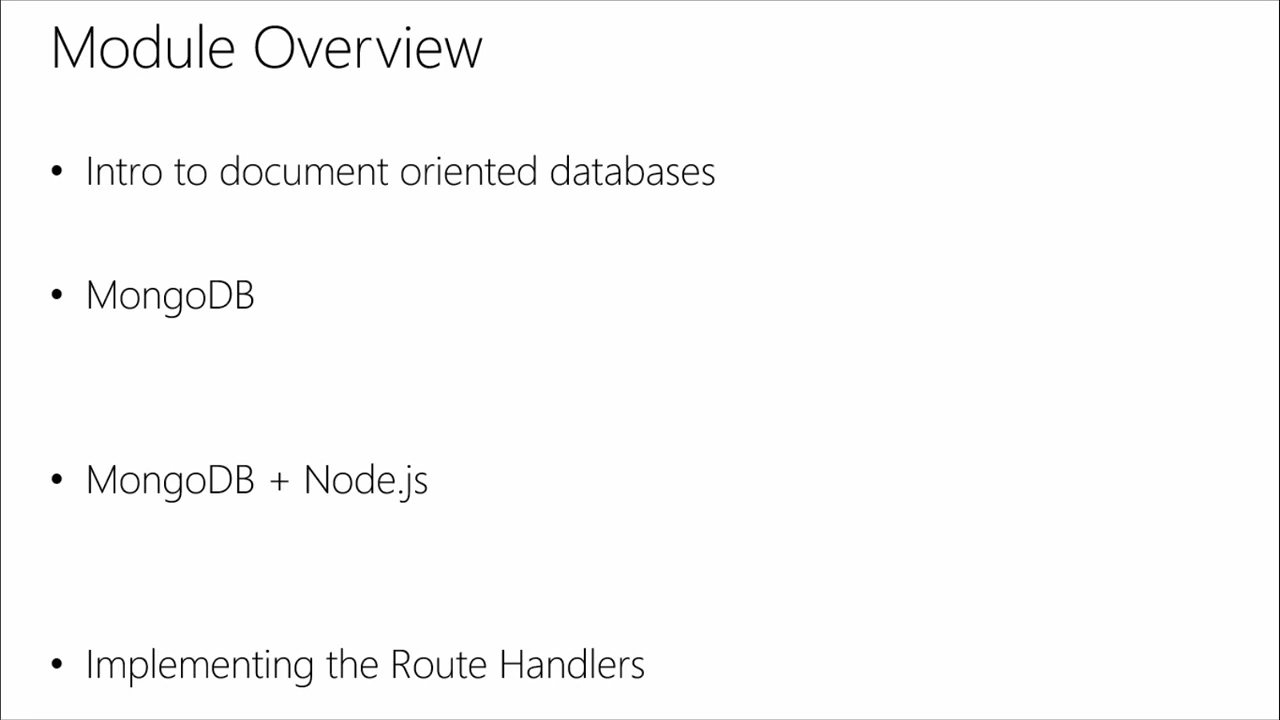 Module Overview
• Intro to document oriented databases
• MongoDB
• MongoDB + Node.js
• Implementing the Route Handlers